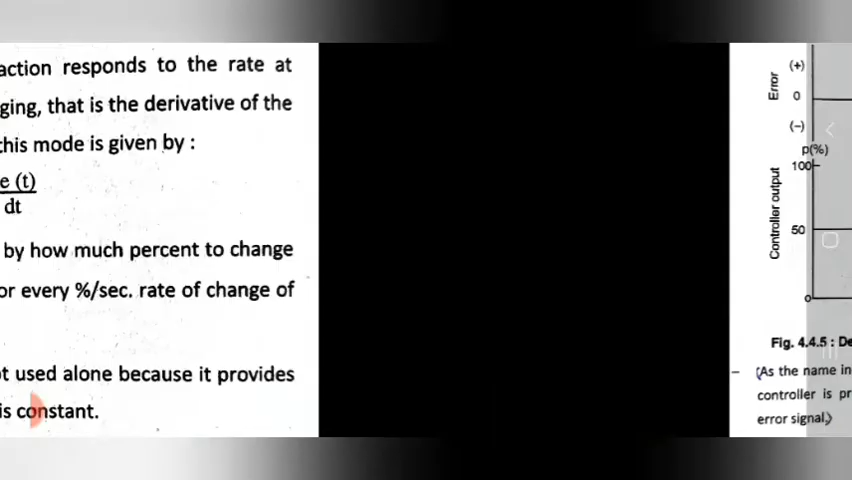 action responds to the rate at
ging, that is the derivative of the
this mode is given by :
e (t)
dt
by how much percent to change
or every %/sec. rate of change of
t used alone because it provides
is constant.
Error
(+)
0
(-)
p(%)
Controller output
100
50
0
Fig. 4.4.5 : De
– (As the name in
controller is pr
error signal,)